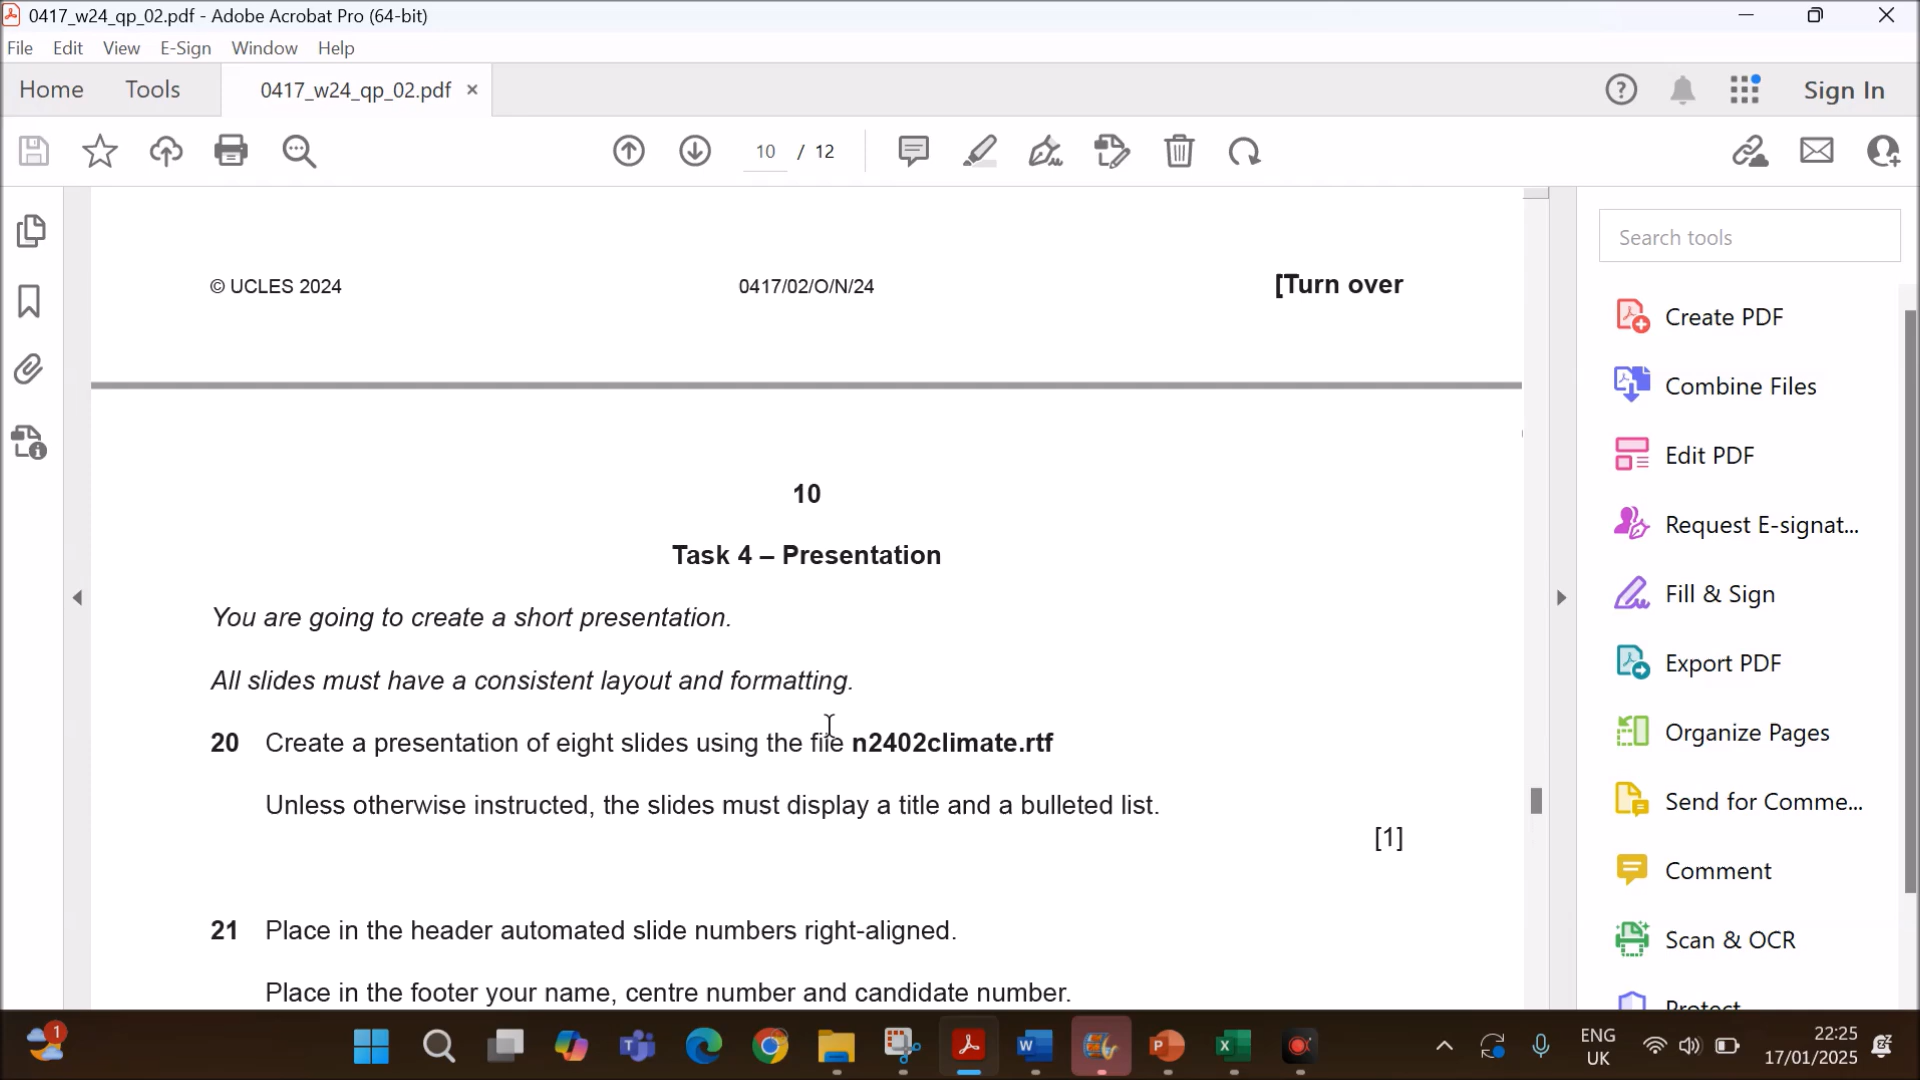 0417_w24_qp_02.pdf - Adobe Acrobat Pro (64-bit)
File Edit View E-Sign Window Help
Home Tools 0417_w24_qp_02.pdf × Sign In
10 / 12
Search tools
© UCLES 2024 0417/02/O/N/24 [Turn over
Create PDF
Combine Files
Edit PDF
Request E-signat...
Fill & Sign
Export PDF
Organize Pages
Send for Comme...
Comment
Scan & OCR
Protect
10
Task 4 – Presentation
You are going to create a short presentation.
All slides must have a consistent layout and formatting.
20 Create a presentation of eight slides using the file n2402climate.rtf
Unless otherwise instructed, the slides must display a title and a bulleted list.
[1]
21 Place in the header automated slide numbers right-aligned.
Place in the footer your name, centre number and candidate number.
1
ENG
UK
22:25
17/01/2025